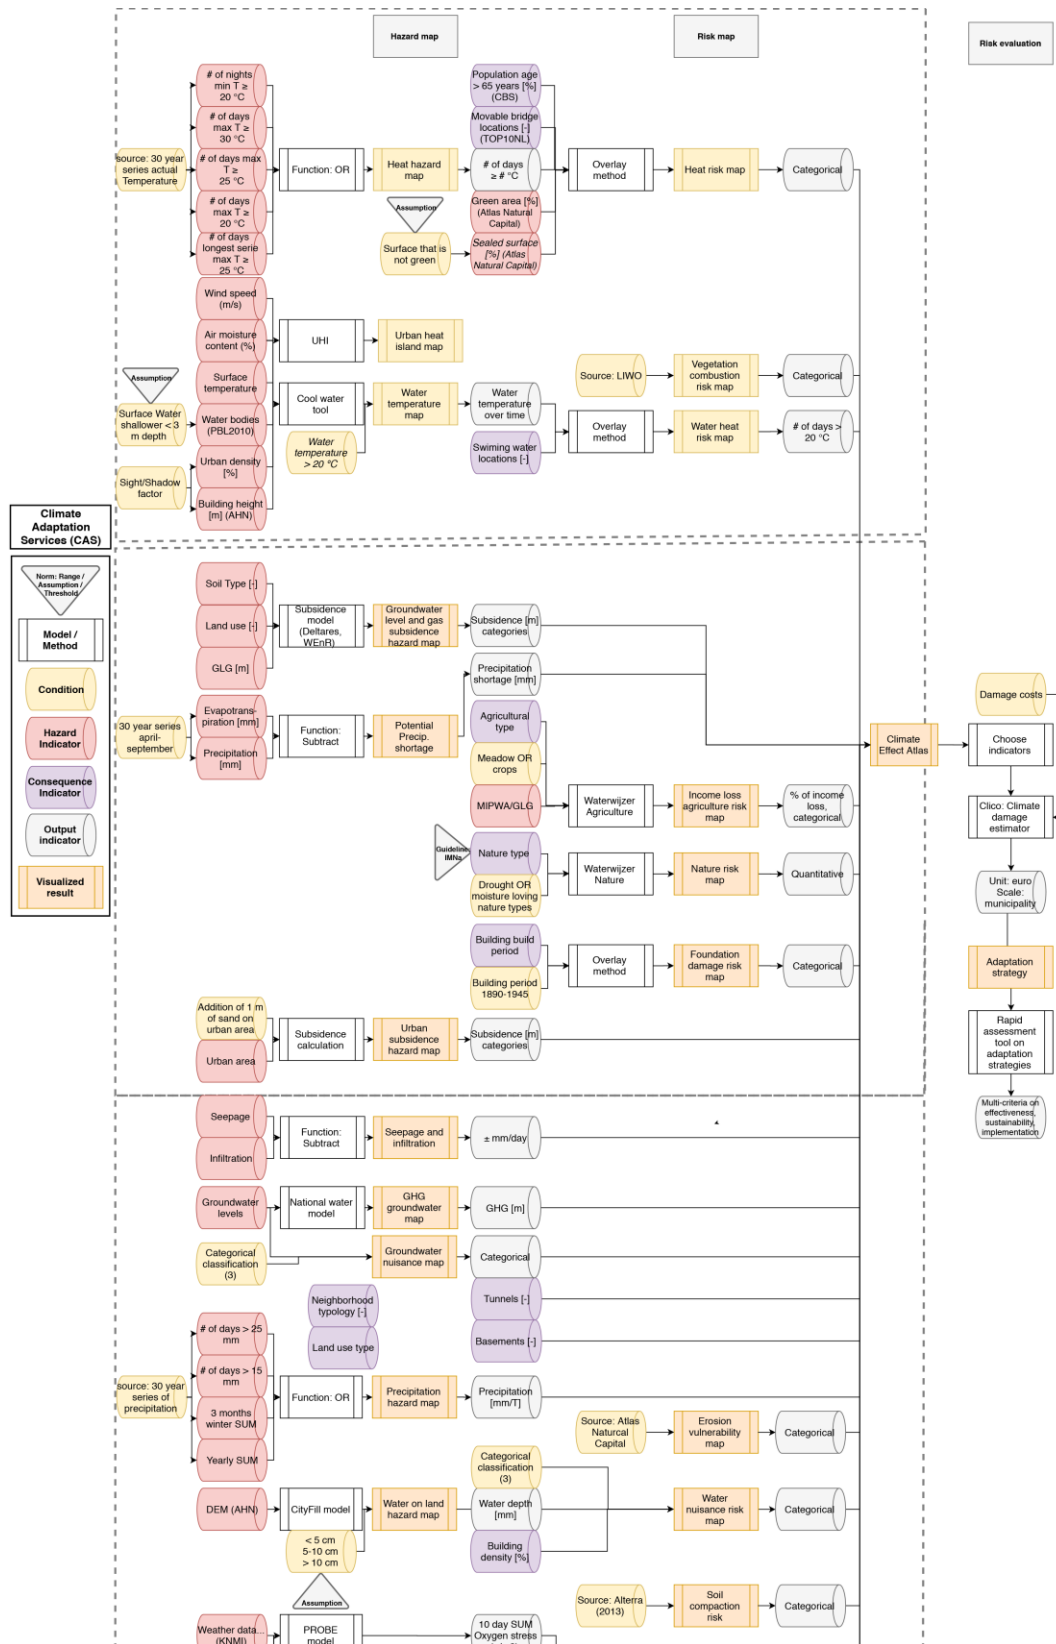 Hazard map
Risk map
Risk evaluation
# of nights
min T ≥
20 °C
# of days
max T ≥
30 °C
# of days max
T ≥
25 °C
# of days
max T ≥
20 °C
# of days
longest serie
max T ≥
25 °C
source: 30 year
series actual
Temperature
Function: OR
Heat hazard
map
Population age
> 65 years [%]
(CBS)
Movable bridge
locations [-]
(TOP10NL)
# of days
≥ # °C
Green area [%]
(Atlas Natural
Capital)
Sealed surface
[%] (Atlas
Natural Capital)
Assumption
Surface that is
not green
Overlay
method
Heat risk map
Categorical
Wind speed
(m/s)
Air moisture
content (%)
Surface
temperature
Water bodies
(PBL2010)
Urban density
[%]
Building height
[m] (AHN)
Assumption
Surface Water
shallower < 3
m depth
Sight/Shadow
factor
UHI
Urban heat
island map
Cool water
tool
Water
temperature
> 20 °C
Water
temperature
map
Water
temperature
over time
Swiming water
locations [-]
Source: LIWO
Vegetation
combustion
risk map
Categorical
Overlay
method
Water heat
risk map
# of days >
20 °C
Climate
Adaptation
Services (CAS)
Norm: Range /
Assumption /
Threshold
Model /
Method
Condition
Hazard
Indicator
Consequence
Indicator
Output
indicator
Visualized
result
Soil Type [-]
Land use [-]
GLG [m]
Subsidence
model
(Deltares,
WEnR)
Groundwater
level and gas
subsidence
hazard map
Subsidence [m]
categories
Precipitation
shortage [mm]
30 year series
april-
september
Evapotrans-
piration [mm]
Precipitation
[mm]
Function:
Subtract
Potential
Precip.
shortage
Agricultural
type
Meadow OR
crops
MIPWA/GLG
Waterwijzer
Agriculture
Income loss
agriculture risk
map
% of income
loss,
categorical
Guideline
IMNa
Nature type
Drought OR
moisture loving
nature types
Waterwijzer
Nature
Nature risk
map
Quantitative
Building build
period
Building period
1890-1945
Overlay
method
Foundation
damage risk
map
Categorical
Addition of 1 m
of sand on
urban area
Urban area
Subsidence
calculation
Urban
subsidence
hazard map
Subsidence [m]
categories
Climate
Effect Atlas
Damage costs
Choose
indicators
Clico: Climate
damage
estimator
Unit: euro
Scale:
municipality
Adaptation
strategy
Rapid
assessment
tool on
adaptation
strategies
Multi-criteria on
effectiveness,
sustainability,
implementation
Seepage
Infiltration
Function:
Subtract
Seepage and
infiltration
± mm/day
Groundwater
levels
National water
model
GHG
groundwater
map
GHG [m]
Categorical
classification
(3)
Groundwater
nuisance map
Categorical
Neighborhood
typology [-]
Land use type
Tunnels [-]
Basements [-]
source: 30 year
series of
precipitation
# of days > 25
mm
# of days > 15
mm
3 months
winter SUM
Yearly SUM
Function: OR
Precipitation
hazard map
Precipitation
[mm/T]
Source: Atlas
Naturcal
Capital
Erosion
vulnerability
map
Categorical
DEM (AHN)
CityFill model
< 5 cm
5-10 cm
> 10 cm
Assumption
Water on land
hazard map
Categorical
classification
(3)
Water depth
[mm]
Building
density [%]
Water
nuisance risk
map
Categorical
Source: Alterra
(2013)
Soil
compaction
risk
Categorical
Weather data...
(KNMI)
PROBE
model
10 day SUM
Oxygen stress